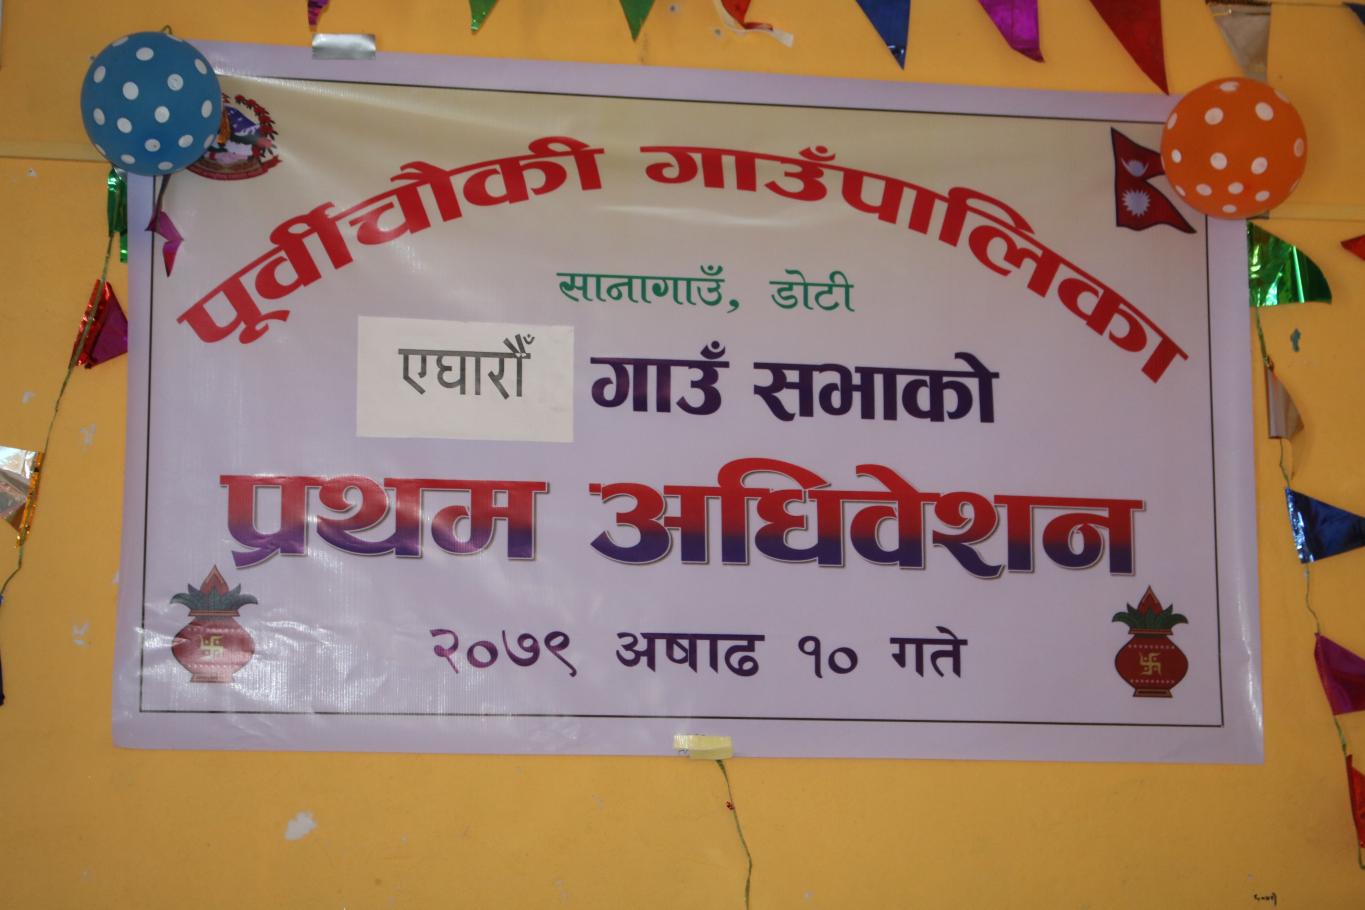 पूर्वीचौकी गाउँपालिका
सानागाउँ, डोटी
एघारौँ गाउँ सभाको
प्रथम अधिवेशन
२०७९ अषाढ १० गते